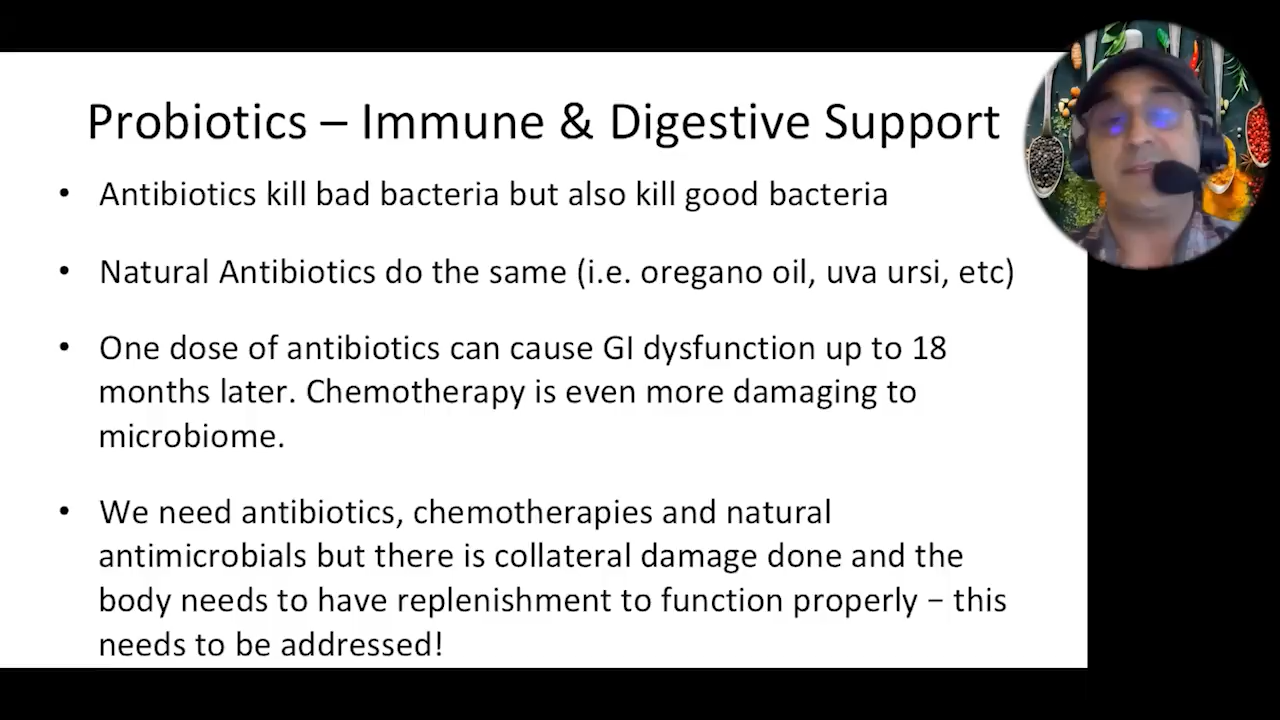 Probiotics – Immune & Digestive Support
• Antibiotics kill bad bacteria but also kill good bacteria
• Natural Antibiotics do the same (i.e. oregano oil, uva ursi, etc)
• One dose of antibiotics can cause GI dysfunction up to 18
months later. Chemotherapy is even more damaging to
microbiome.
• We need antibiotics, chemotherapies and natural
antimicrobials but there is collateral damage done and the
body needs to have replenishment to function properly – this
needs to be addressed!